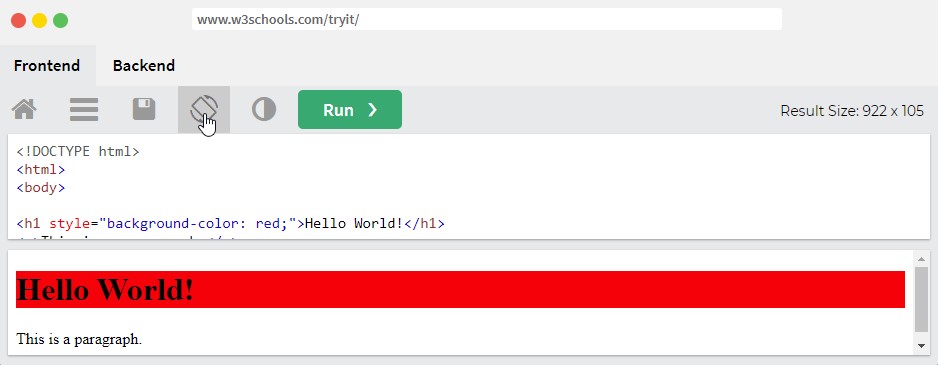 www.w3schools.com/tryit/
Frontend Backend
Run ❯ Result Size: 922 x 105
<!DOCTYPE html>
<html>
<body>
<h1 style="background-color: red;">Hello World!</h1>
Hello World!
This is a paragraph.